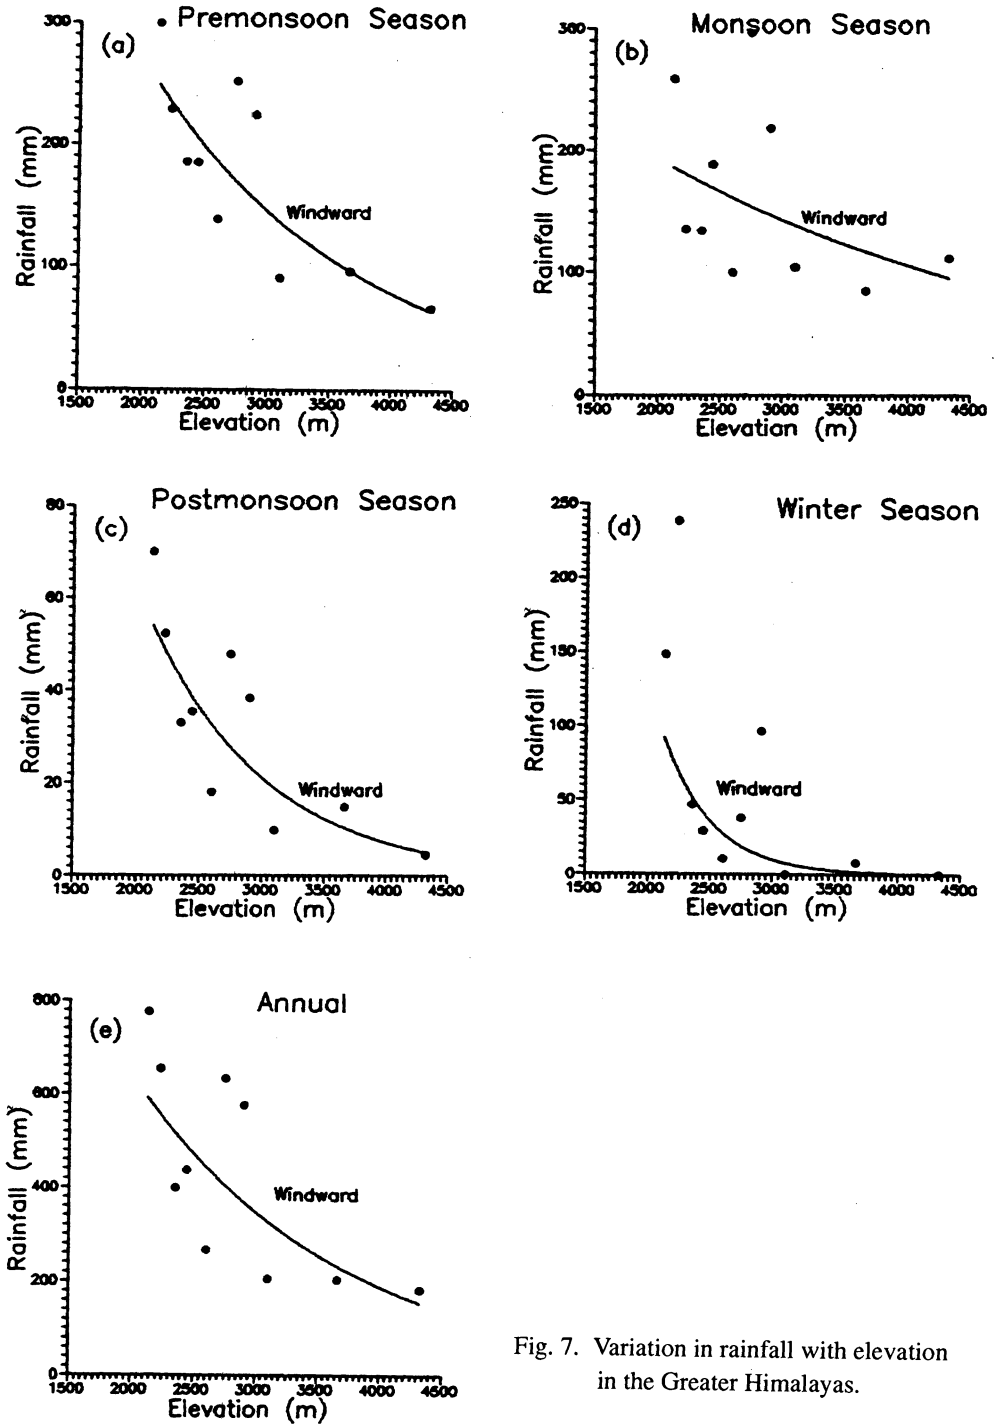 Premonsoon Season
(a)
300
200
100
0
Rainfall (mm)
Windward
1500 2000 2500 3000 3500 4000 4500
Elevation (m)
Monsoon Season
(b)
300
200
100
0
Rainfall (mm)
Windward
1500 2000 2500 3000 3500 4000 4500
Elevation (m)
Postmonsoon Season
(c)
80
60
40
20
0
Rainfall (mm)
Windward
1500 2000 2500 3000 3500 4000 4500
Elevation (m)
Winter Season
(d)
250
200
150
100
50
0
Rainfall (mm)
Windward
1500 2000 2500 3000 3500 4000 4500
Elevation (m)
Annual
(e)
800
600
400
200
0
Rainfall (mm)
Windward
1500 2000 2500 3000 3500 4000 4500
Elevation (m)
Fig. 7. Variation in rainfall with elevation
in the Greater Himalayas.